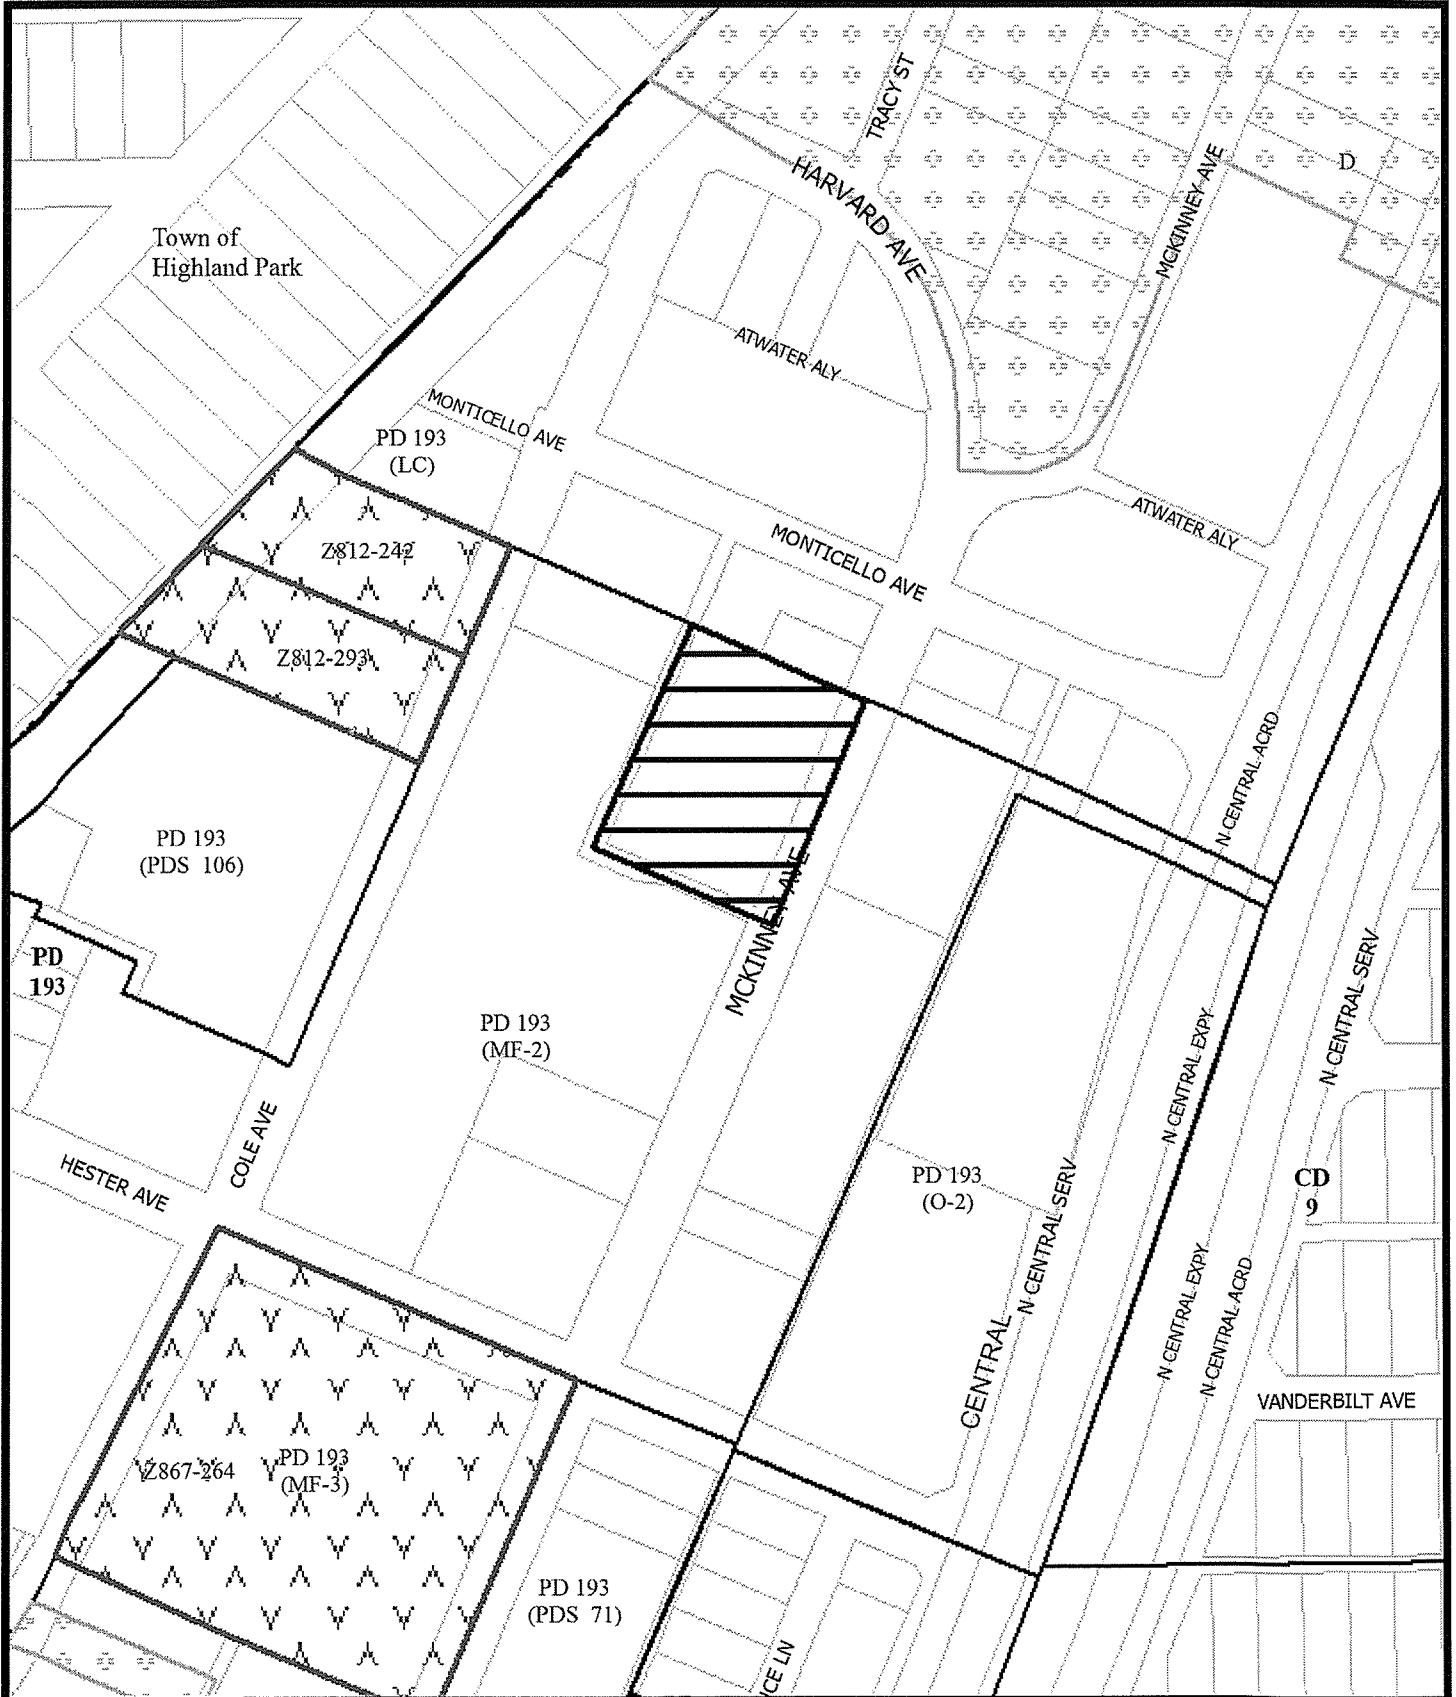 TRACY ST
HARVARD AVE
MCKINNEY AVE
D
Town of
Highland Park
ATWATER ALY
MONTICELLO AVE
PD 193
(LC)
ATWATER ALY
MONTICELLO AVE
Z812-242
Z812-293
N CENTRAL ACRD
PD 193
(PDS 106)
MCKINNEY AVE
PD
193
N CENTRAL SERV
PD 193
(MF-2)
N CENTRAL EXPY
COLE AVE
HESTER AVE
PD 193
(O-2)
N CENTRAL SERV
CD
9
N CENTRAL EXPY
N CENTRAL ACRD
CENTRAL
VANDERBILT AVE
Z867-264
PD 193
(MF-3)
PD 193
(PDS 71)
CE LN